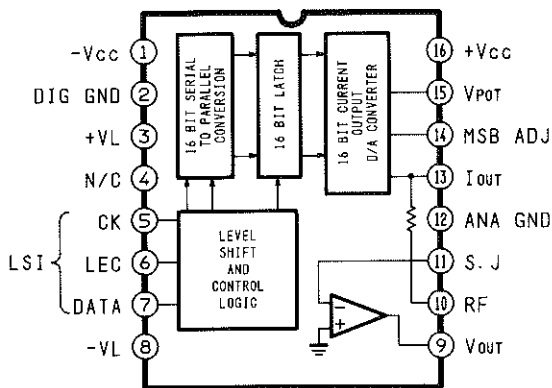 -Vcc 1
DIG GND 2
+VL 3
N/C 4
LSI
CK 5
LEC 6
DATA 7
-VL 8
16 BIT SERIAL
TO PARALLEL
CONVERSION
16 BIT LATCH
16 BIT CURRENT
OUTPUT
D/A CONVERTER
LEVEL
SHIFT
AND
CONTROL
LOGIC
-
+
16 +Vcc
15 VPOT
14 MSB ADJ
13 IOUT
12 ANA GND
11 S.J
10 RF
9 VOUT